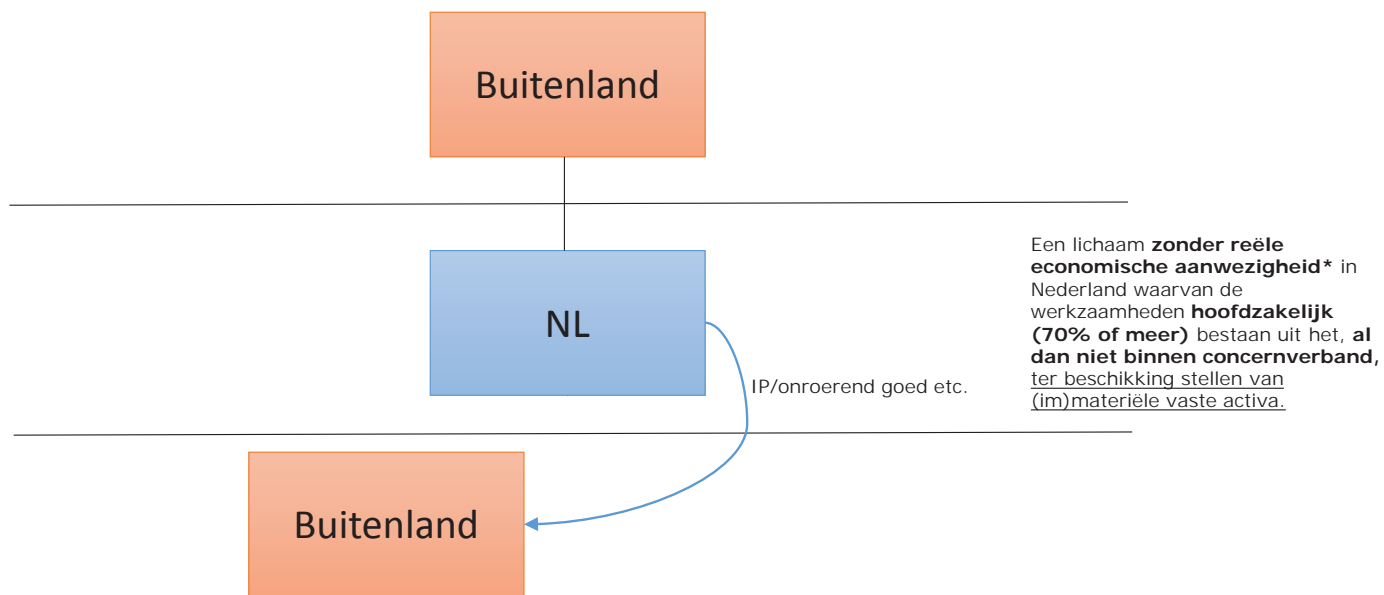 Buitenland
Een lichaam zonder reële
economische aanwezigheid* in
Nederland waarvan de
werkzaamheden hoofdzakelijk
(70% of meer) bestaan uit het, al
dan niet binnen concernverband,
ter beschikking stellen van
(im)materiële vaste activa.
NL
IP/onroerend goed etc.
Buitenland